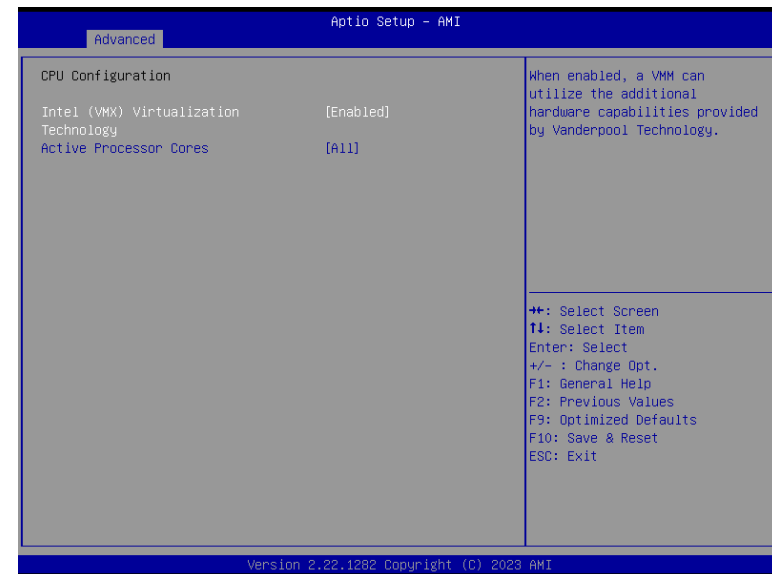 Aptio Setup – AMI
Advanced
CPU Configuration
Intel (VMX) Virtualization [Enabled]
Technology
Active Processor Cores [All]
When enabled, a VMM can
utilize the additional
hardware capabilities provided
by Vanderpool Technology.
→←: Select Screen
↑↓: Select Item
Enter: Select
+/- : Change Opt.
F1: General Help
F2: Previous Values
F9: Optimized Defaults
F10: Save & Reset
ESC: Exit
Version 2.22.1282 Copyright (C) 2023 AMI